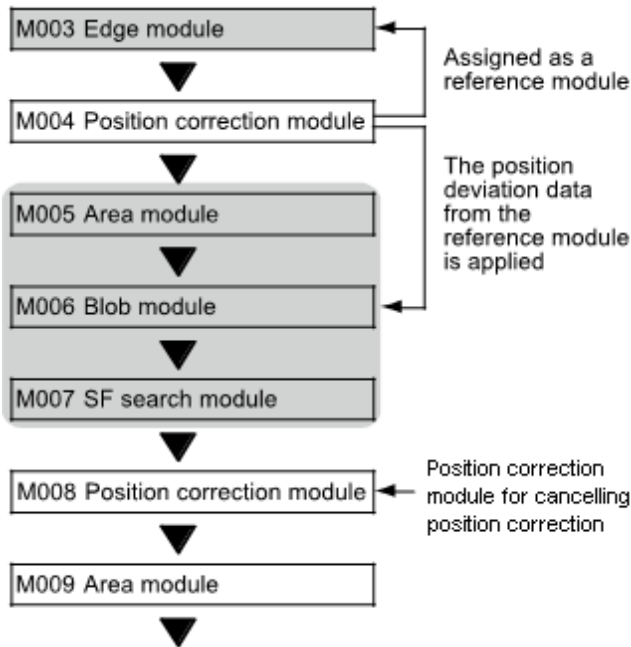 M003 Edge module
Assigned as a
reference module
M004 Position correction module
The position
deviation data
from the
reference module
is applied
M005 Area module
M006 Blob module
M007 SF search module
M008 Position correction module
Position correction
module for cancelling
position correction
M009 Area module